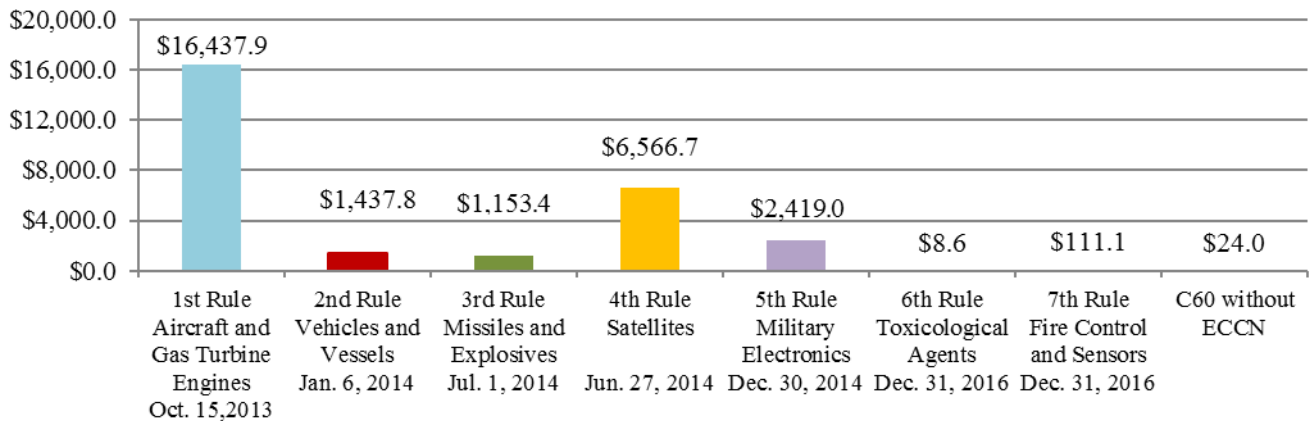 $20,000.0
$16,000.0
$12,000.0
$8,000.0
$4,000.0
$0.0
$16,437.9
$1,437.8
$1,153.4
$6,566.7
$2,419.0
$8.6
$111.1
$24.0
1st Rule
Aircraft and
Gas Turbine
Engines
Oct. 15,2013
2nd Rule
Vehicles and
Vessels
Jan. 6, 2014
3rd Rule
Missiles and
Explosives
Jul. 1, 2014
4th Rule
Satellites
Jun. 27, 2014
5th Rule
Military
Electronics
Dec. 30, 2014
6th Rule
Toxicological
Agents
Dec. 31, 2016
7th Rule
Fire Control
and Sensors
Dec. 31, 2016
C60 without
ECCN